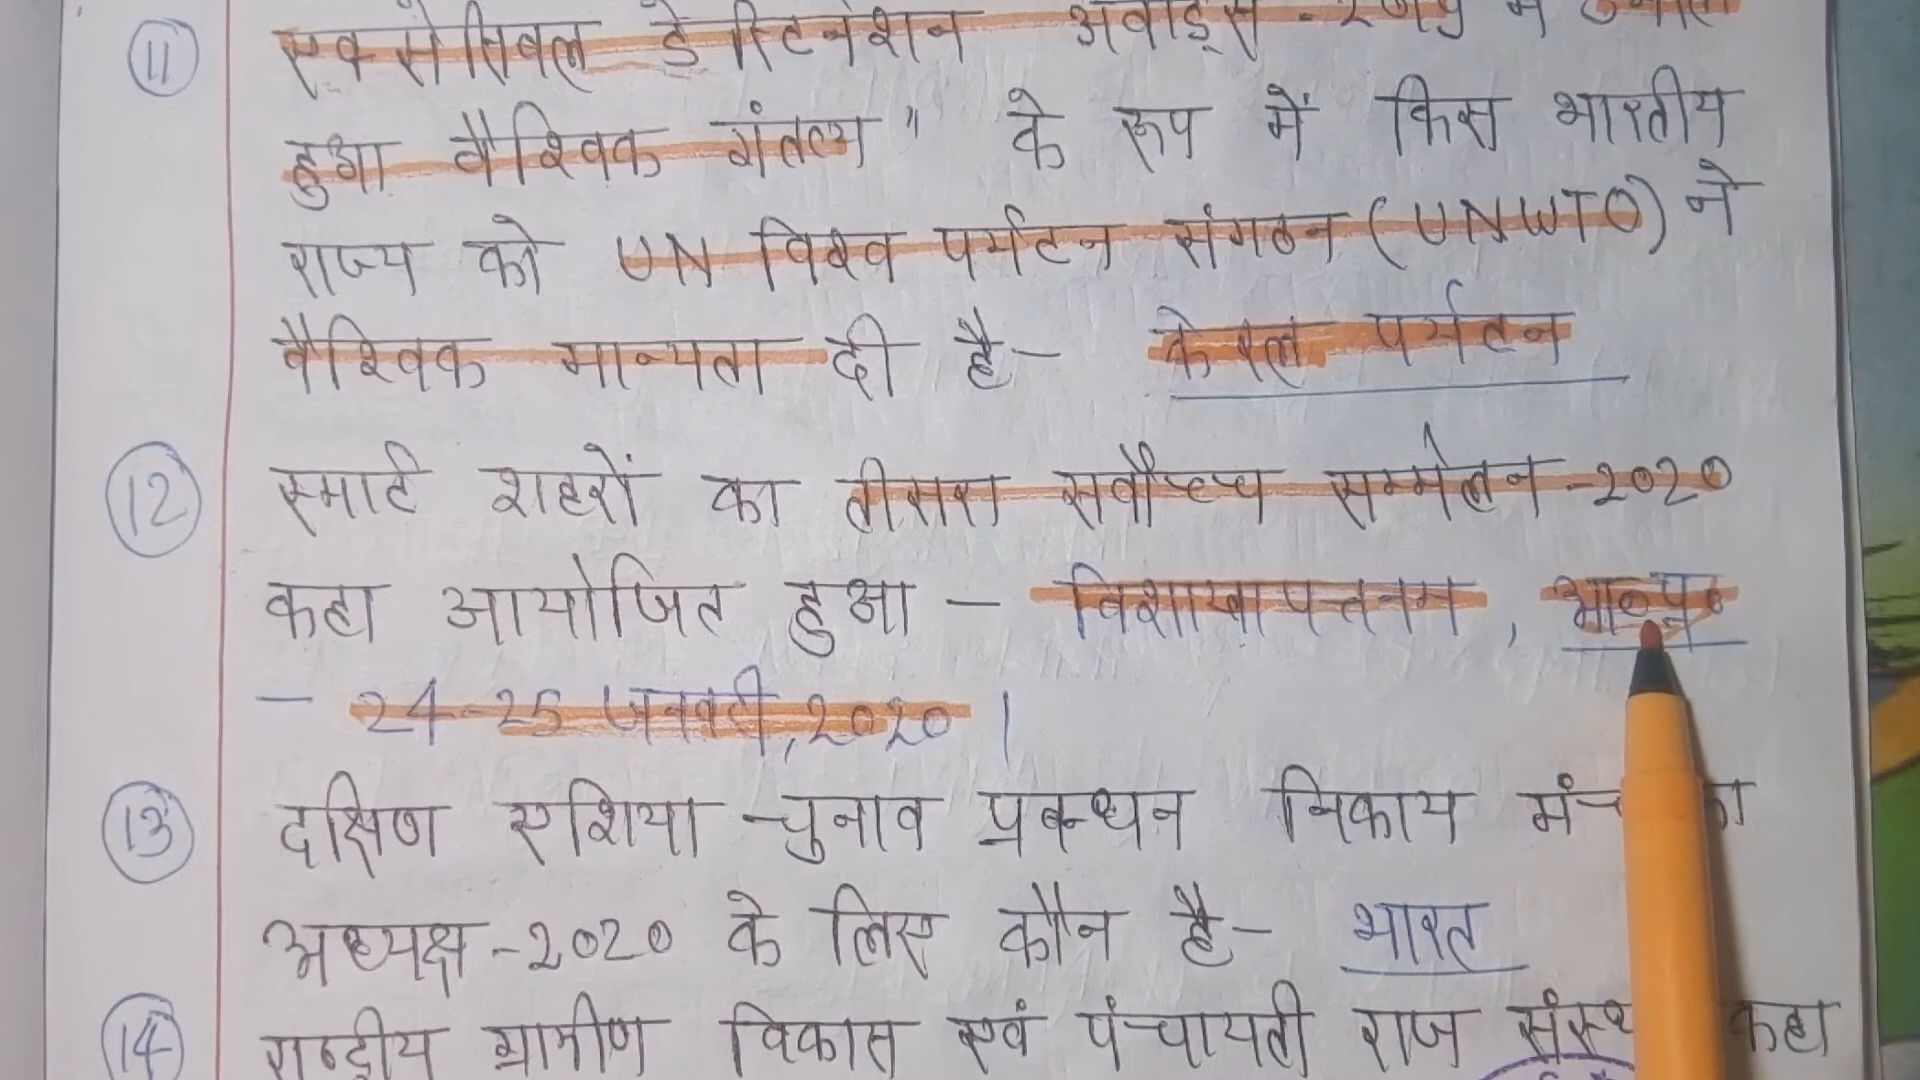 11
एक्सेसिबल डेस्टिनेशन अवार्ड्स - 2019 में उभरता
हुआ वैश्विक गंतव्य" के रूप में किस भारतीय
राज्य को UN विश्व पर्यटन संगठन (UNWTO) ने
वैश्विक मान्यता दी है- केरल पर्यटन
12
स्मार्ट शहरों का तीसरा सर्वोच्च सम्मेलन-2020
कहा आयोजित हुआ - विशाखापत्तनम, आ०प्र०
- 24-25 जनवरी, 2020 |
13
दक्षिण एशिया चुनाव प्रबन्धन निकाय
अध्यक्ष-2020 के लिए कौन है- भारत
14
राष्ट्रीय ग्रामीण विकास एवं पंचायती राज कहा